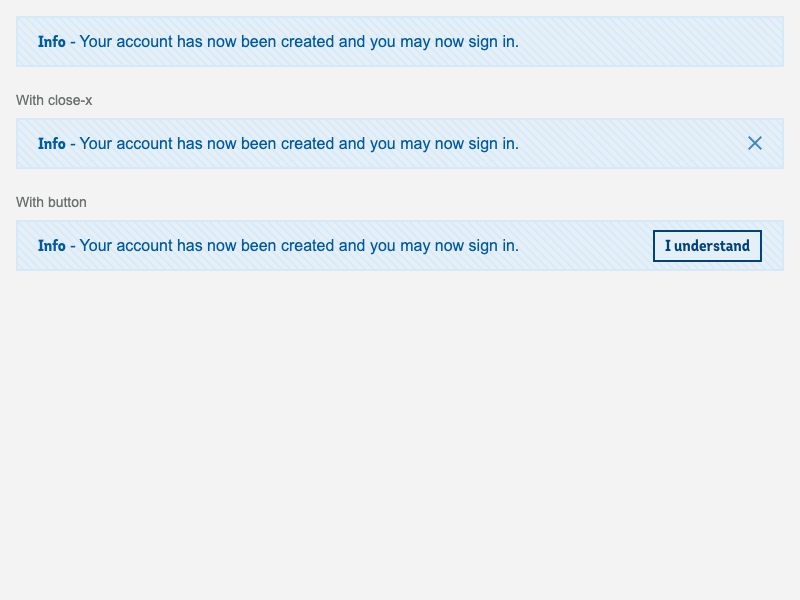 Info - Your account has now been created and you may now sign in.
With close-x
Info - Your account has now been created and you may now sign in.
With button
Info - Your account has now been created and you may now sign in. I understand